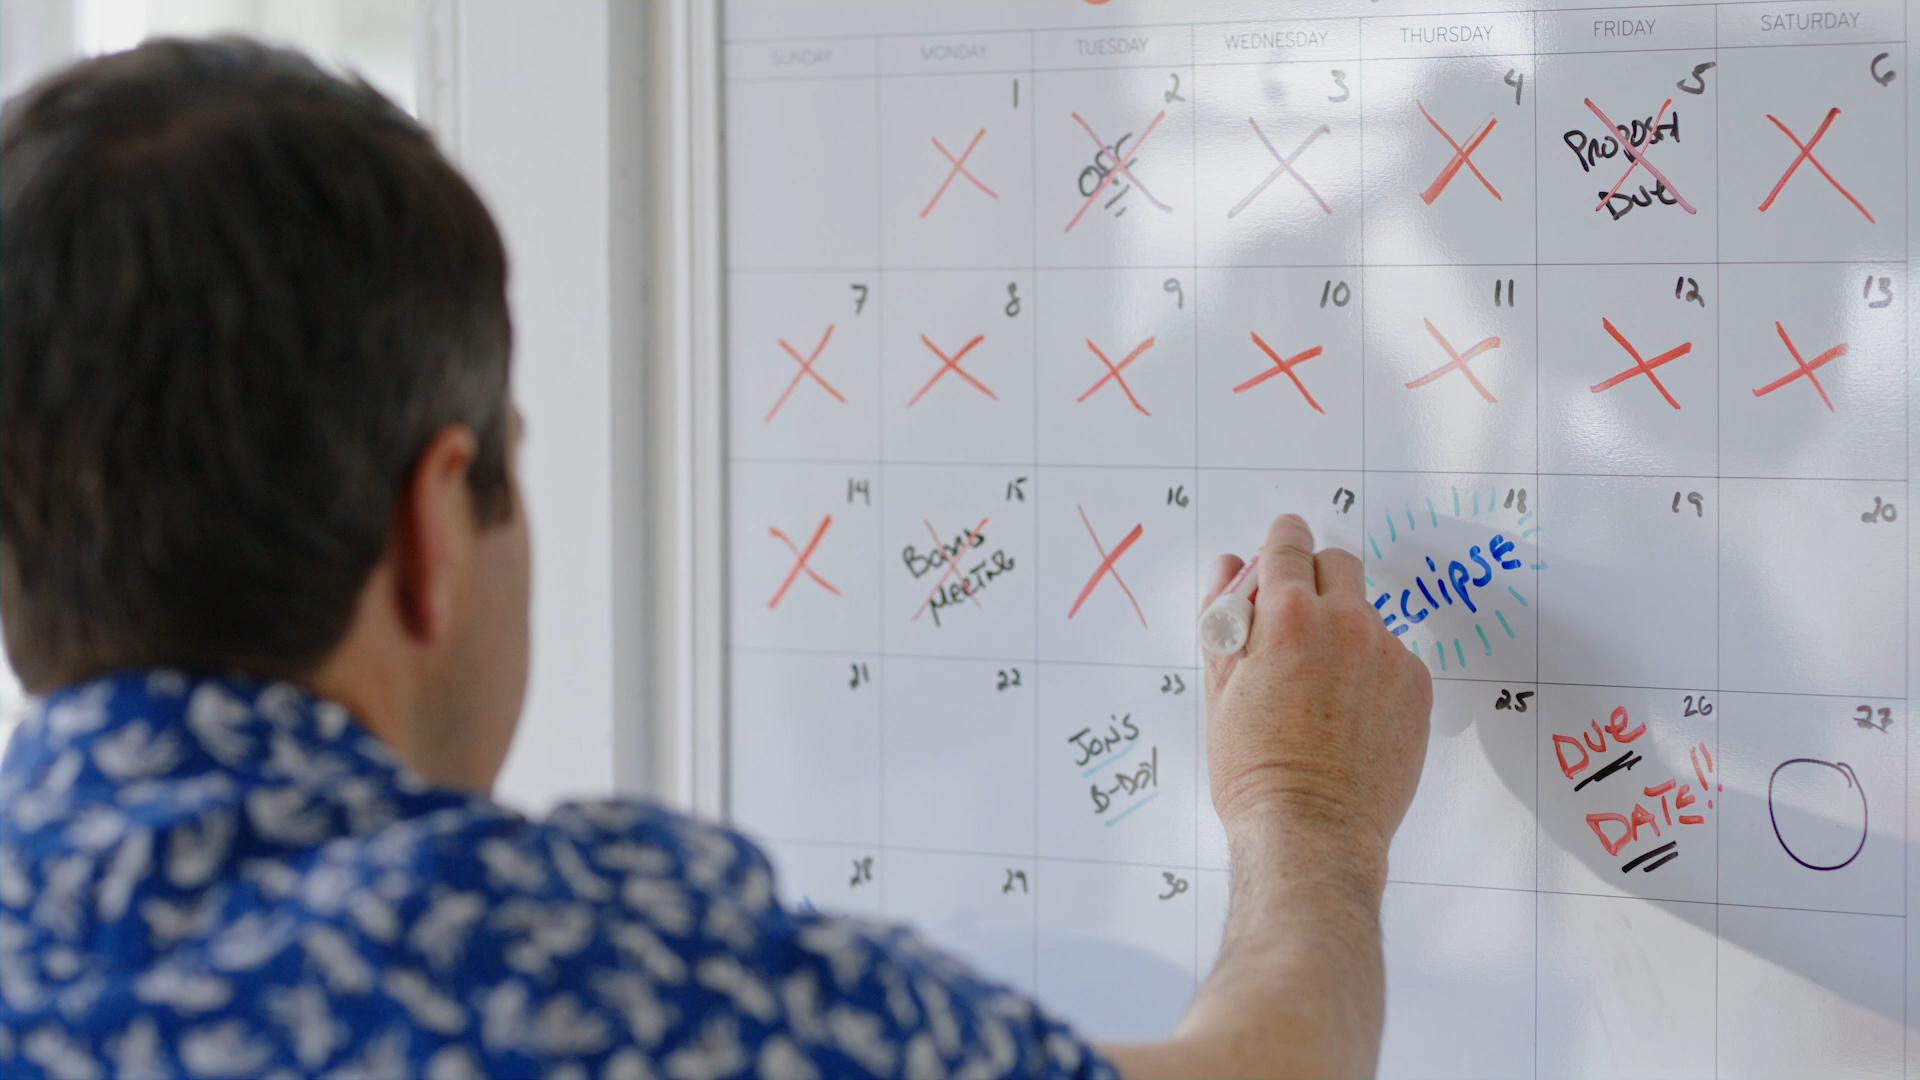 SUNDAY MONDAY TUESDAY WEDNESDAY THURSDAY FRIDAY SATURDAY
1 2 3 4 5 6
OFF
PROPOSAL
DUE
7 8 9 10 11 12 13
14 15 16 17 18 19 20
MEETING
ECLIPSE
21 22 23 25 26 27
JON'S
B-DAY
DUE
DATE!!
28 29 30